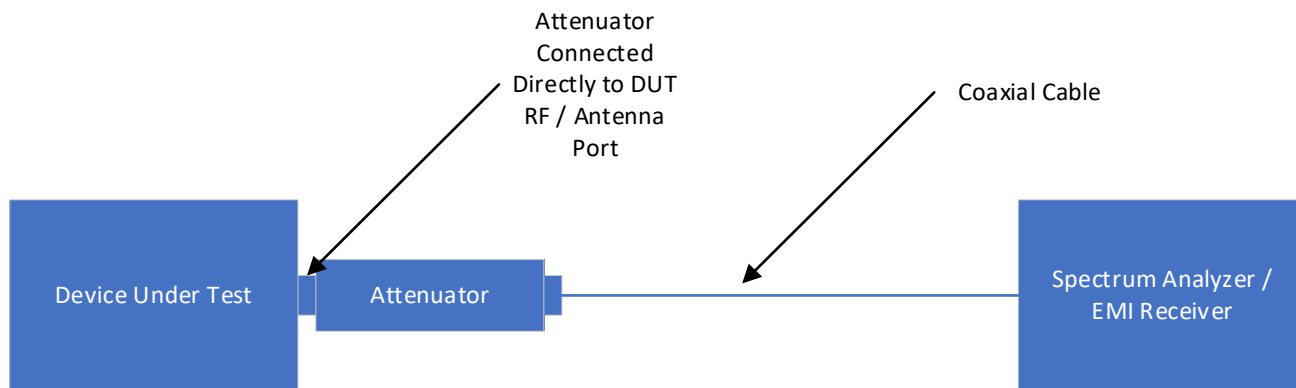 Attenuator
Connected
Directly to DUT
RF / Antenna
Port
Coaxial Cable
Device Under Test
Attenuator
Spectrum Analyzer /
EMI Receiver